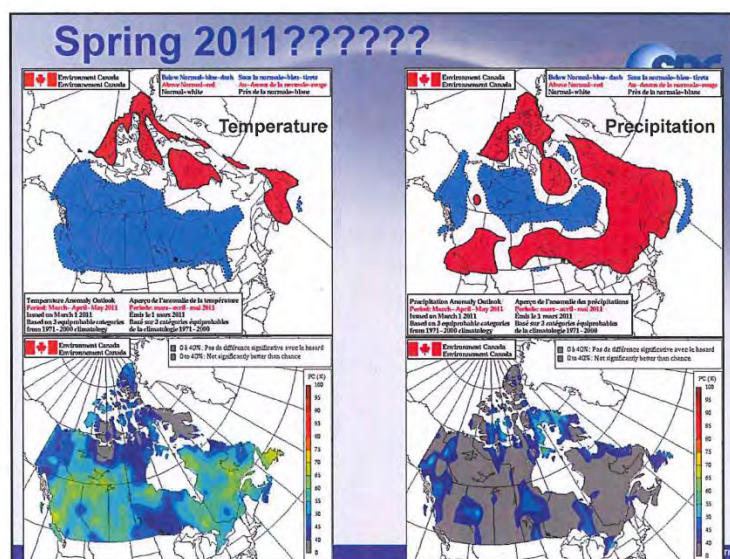 Spring 2011??????
Environment Canada
Environnement Canada
Below Normal-blue-dash
Above Normal-red
Normal-white
Sous la normale-bleu-tirets
Au-dessus de la normale-rouge
Près de la normale-blanc
Temperature
Temperature Anomaly Outlook
Period: March-April-May 2011
Issued on March 1 2011
Based on 3 equiprobable categories
from 1971-2000 climatology
Aperçu de l'anomalie de la température
Période: mars-avril-mai 2011
Émis le 1 mars 2011
Basé sur 3 catégories équiprobables
de la climatologie 1971-2000
Environment Canada
Environnement Canada
Below Normal-blue-dash
Above Normal-red
Normal-white
Sous la normale-bleu-tirets
Au-dessus de la normale-rouge
Près de la normale-blanc
Precipitation
Precipitation Anomaly Outlook
Period: March-April-May 2011
Issued on March 1 2011
Based on 3 equiprobable categories
from 1971-2000 climatology
Aperçu de l'anomalie des précipitations
Période: mars-avril-mai 2011
Émis le 1 mars 2011
Basé sur 3 catégories équiprobables
de la climatologie 1971-2000
Environment Canada
Environnement Canada
0 à 40%: Pas de différence significative avec le hasard
0 to 40%: Not significantly better than chance
PC (%)
100
95
90
85
80
75
70
65
60
55
50
45
40
0
Environment Canada
Environnement Canada
0 à 40%: Pas de différence significative avec le hasard
0 to 40%: Not significantly better than chance
PC (%)
100
95
90
85
80
75
70
65
60
55
50
45
40
0